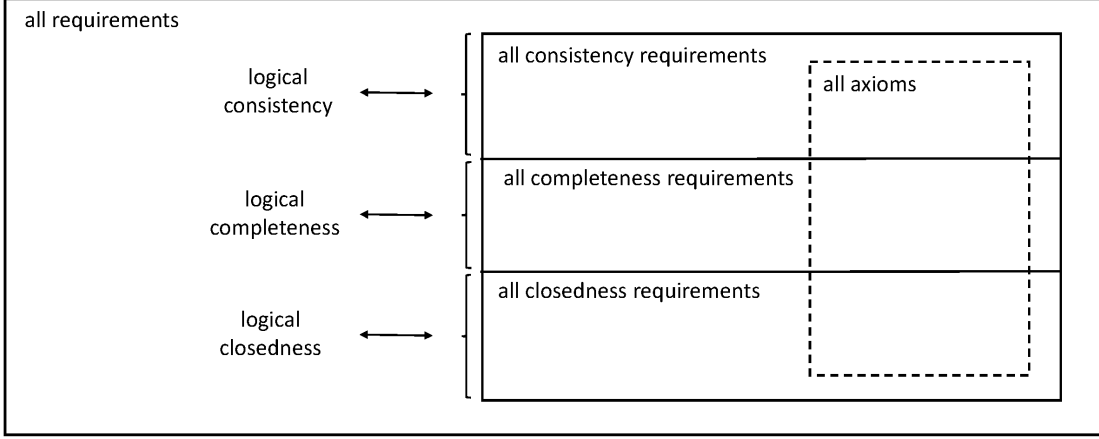 all requirements
all consistency requirements
logical
consistency
all axioms
all completeness requirements
logical
completeness
all closedness requirements
logical
closedness